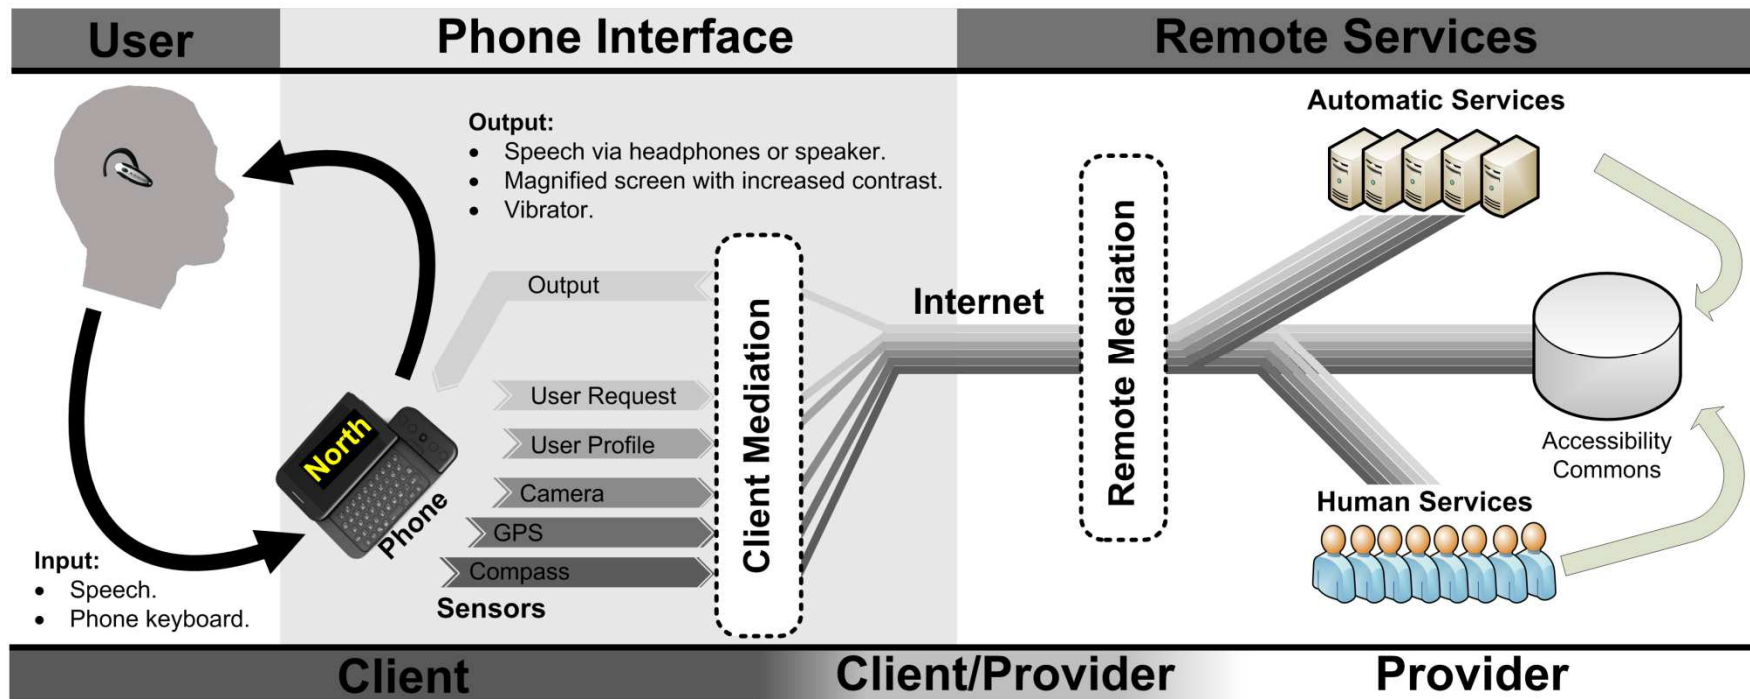 User
Phone Interface
Remote Services
Output:
• Speech via headphones or speaker.
• Magnified screen with increased contrast.
• Vibrator.
Input:
• Speech.
• Phone keyboard.
North
Phone
Output
User Request
User Profile
Camera
GPS
Compass
Sensors
Client Mediation
Internet
Remote Mediation
Automatic Services
Accessibility
Commons
Human Services
Client
Client/Provider
Provider